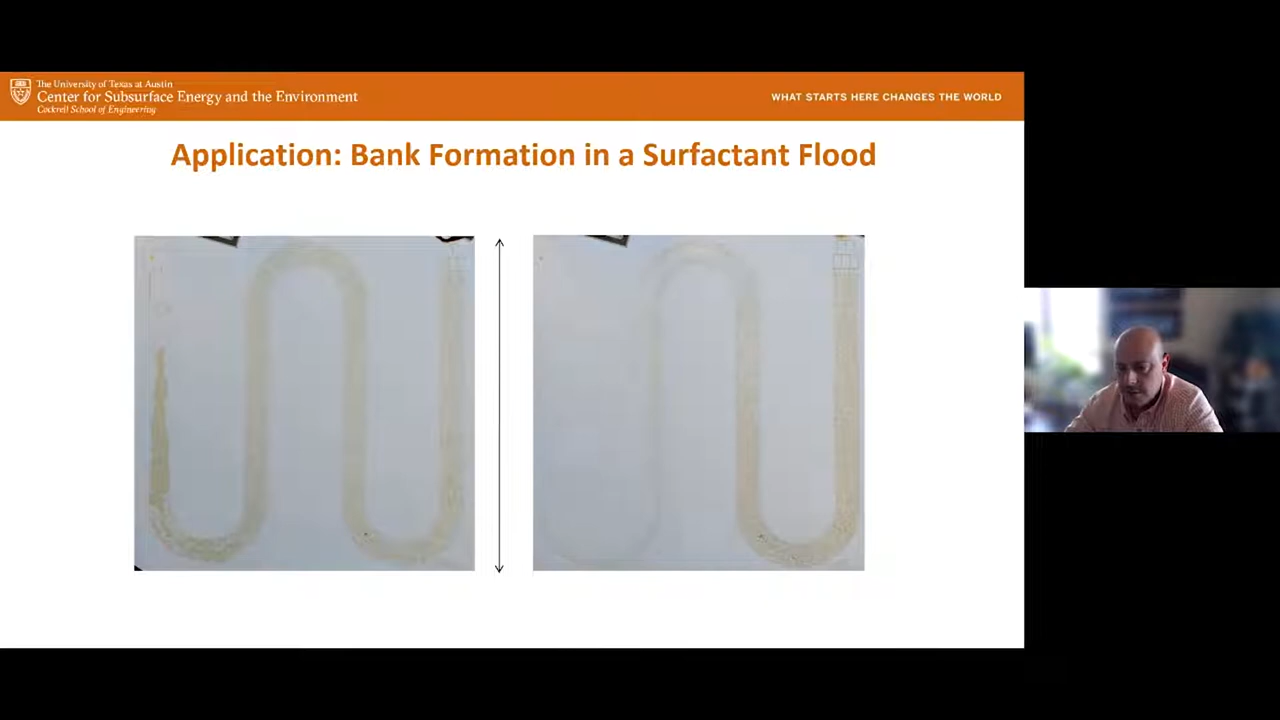 The University of Texas at Austin
Center for Subsurface Energy and the Environment
Cockrell School of Engineering
WHAT STARTS HERE CHANGES THE WORLD
Application: Bank Formation in a Surfactant Flood